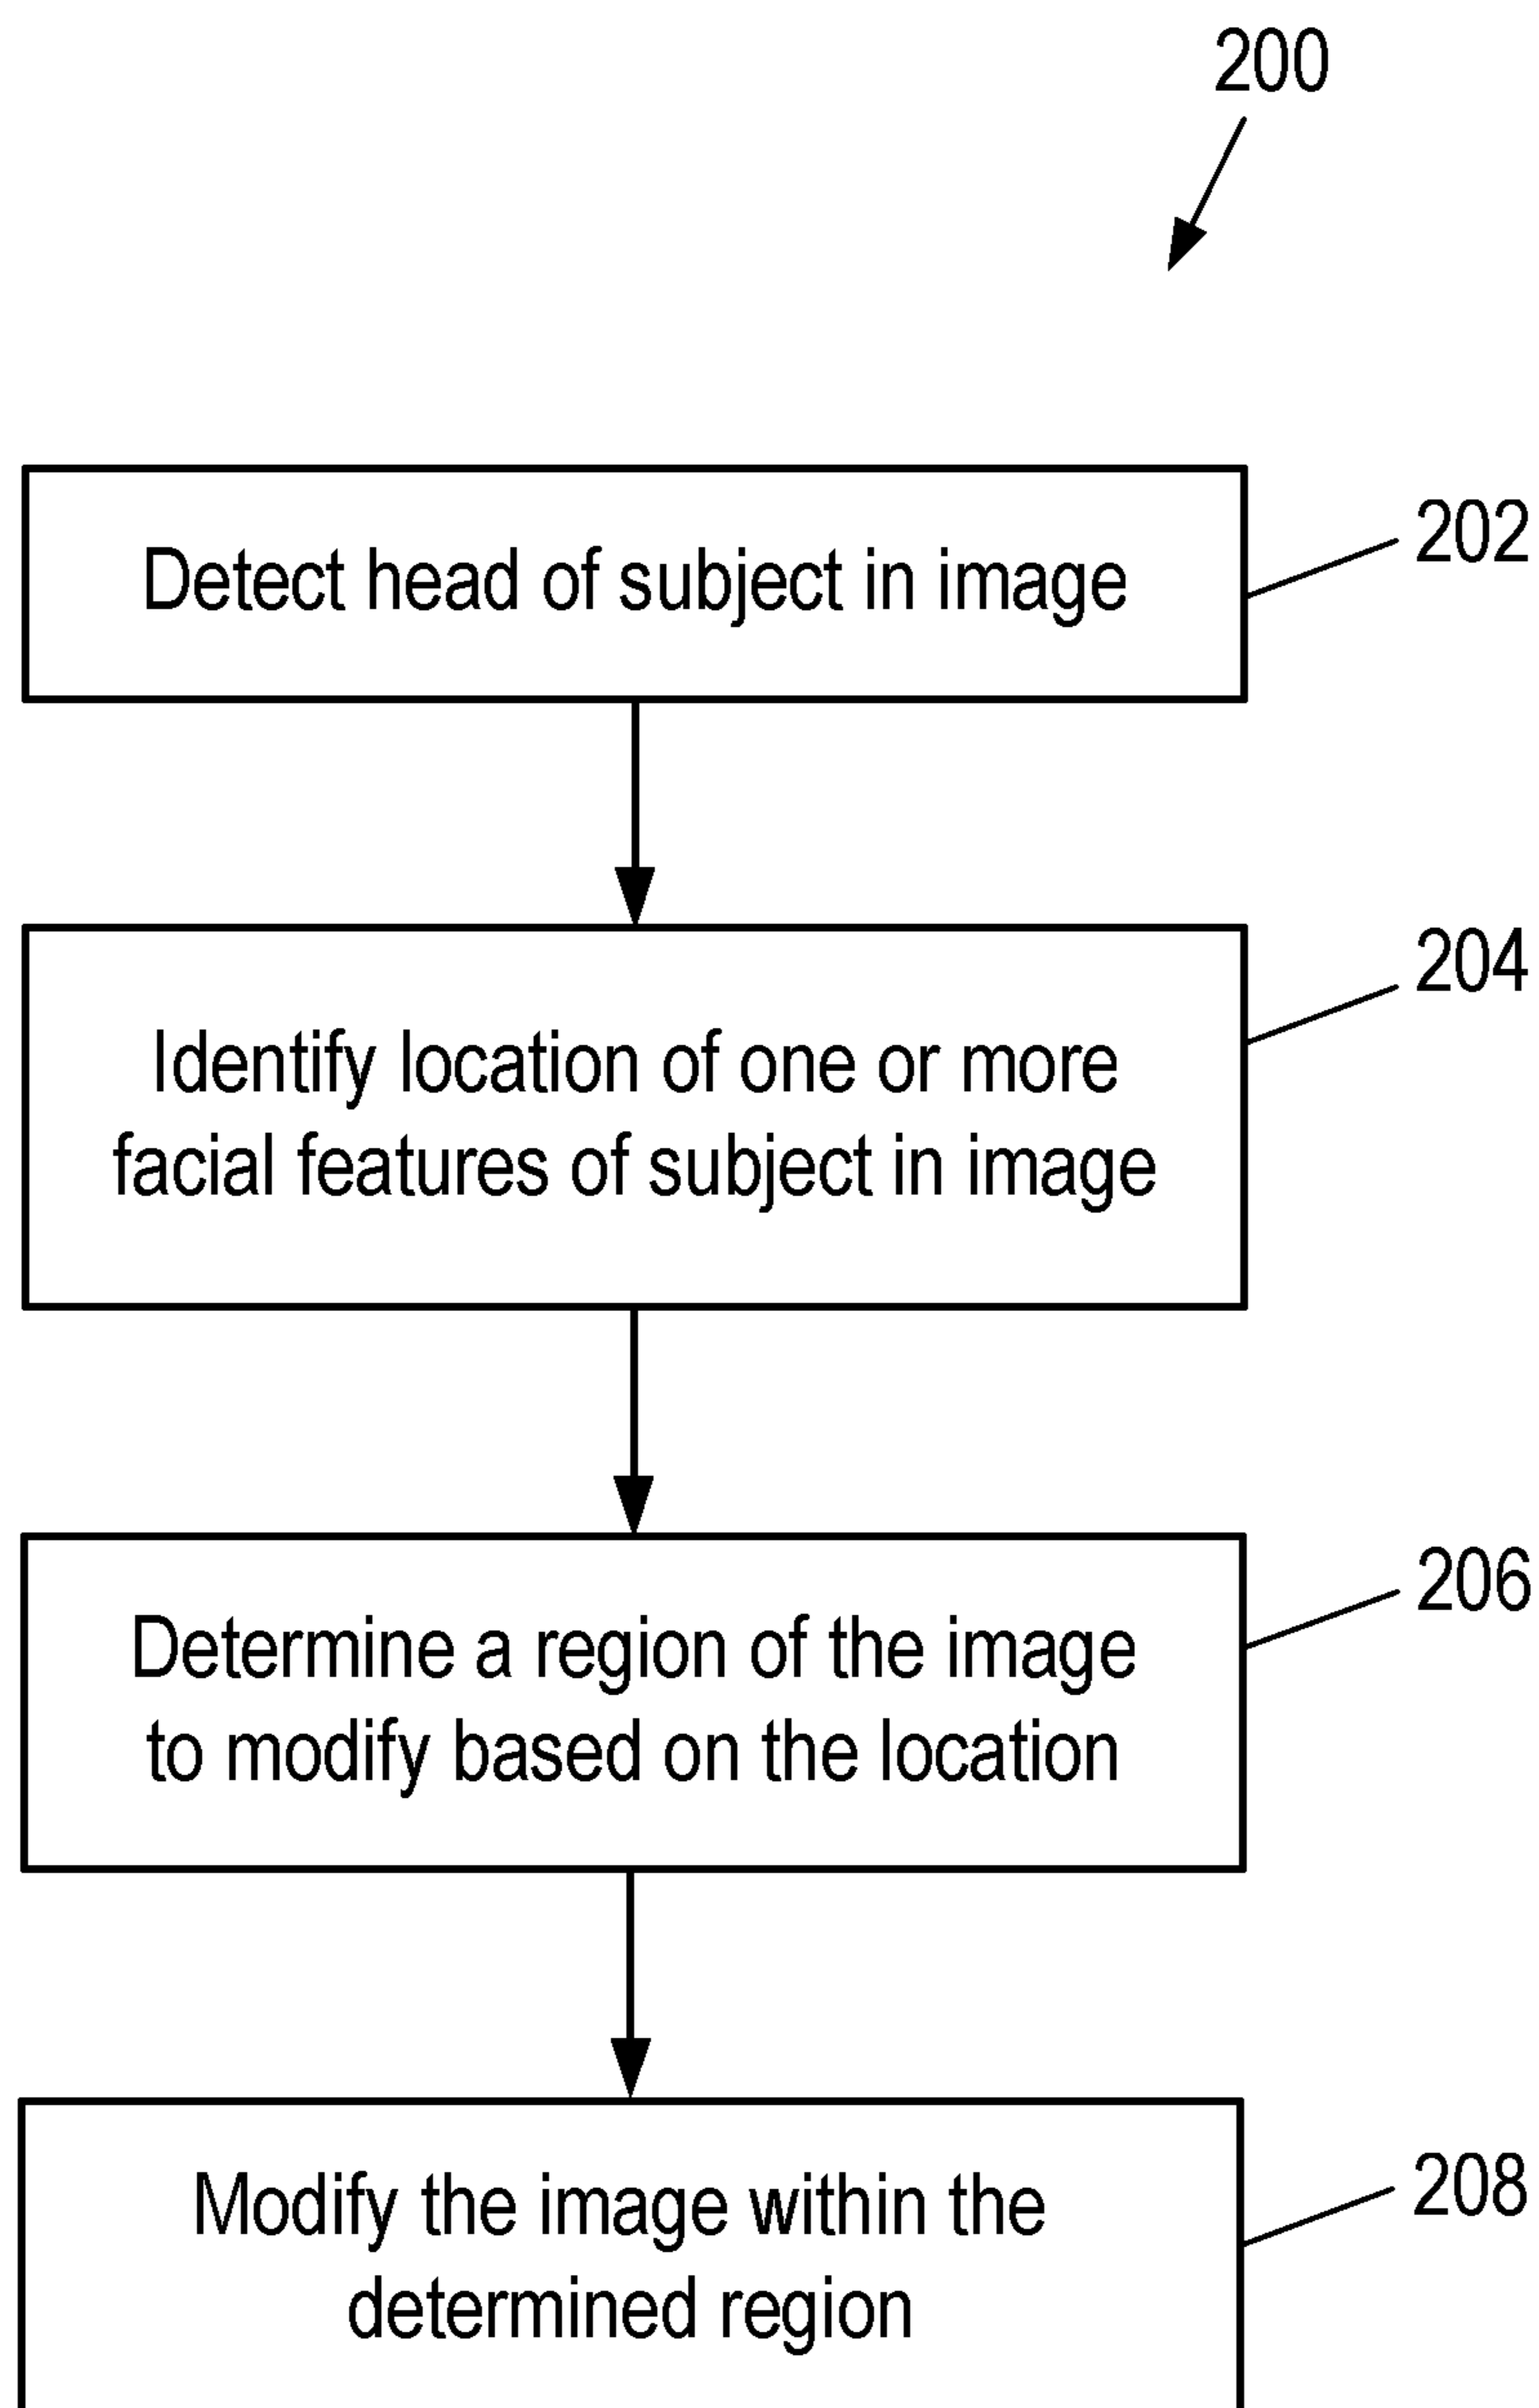 200
Detect head of subject in image
202
Identify location of one or more
facial features of subject in image
204
Determine a region of the image
to modify based on the location
206
Modify the image within the
determined region
208